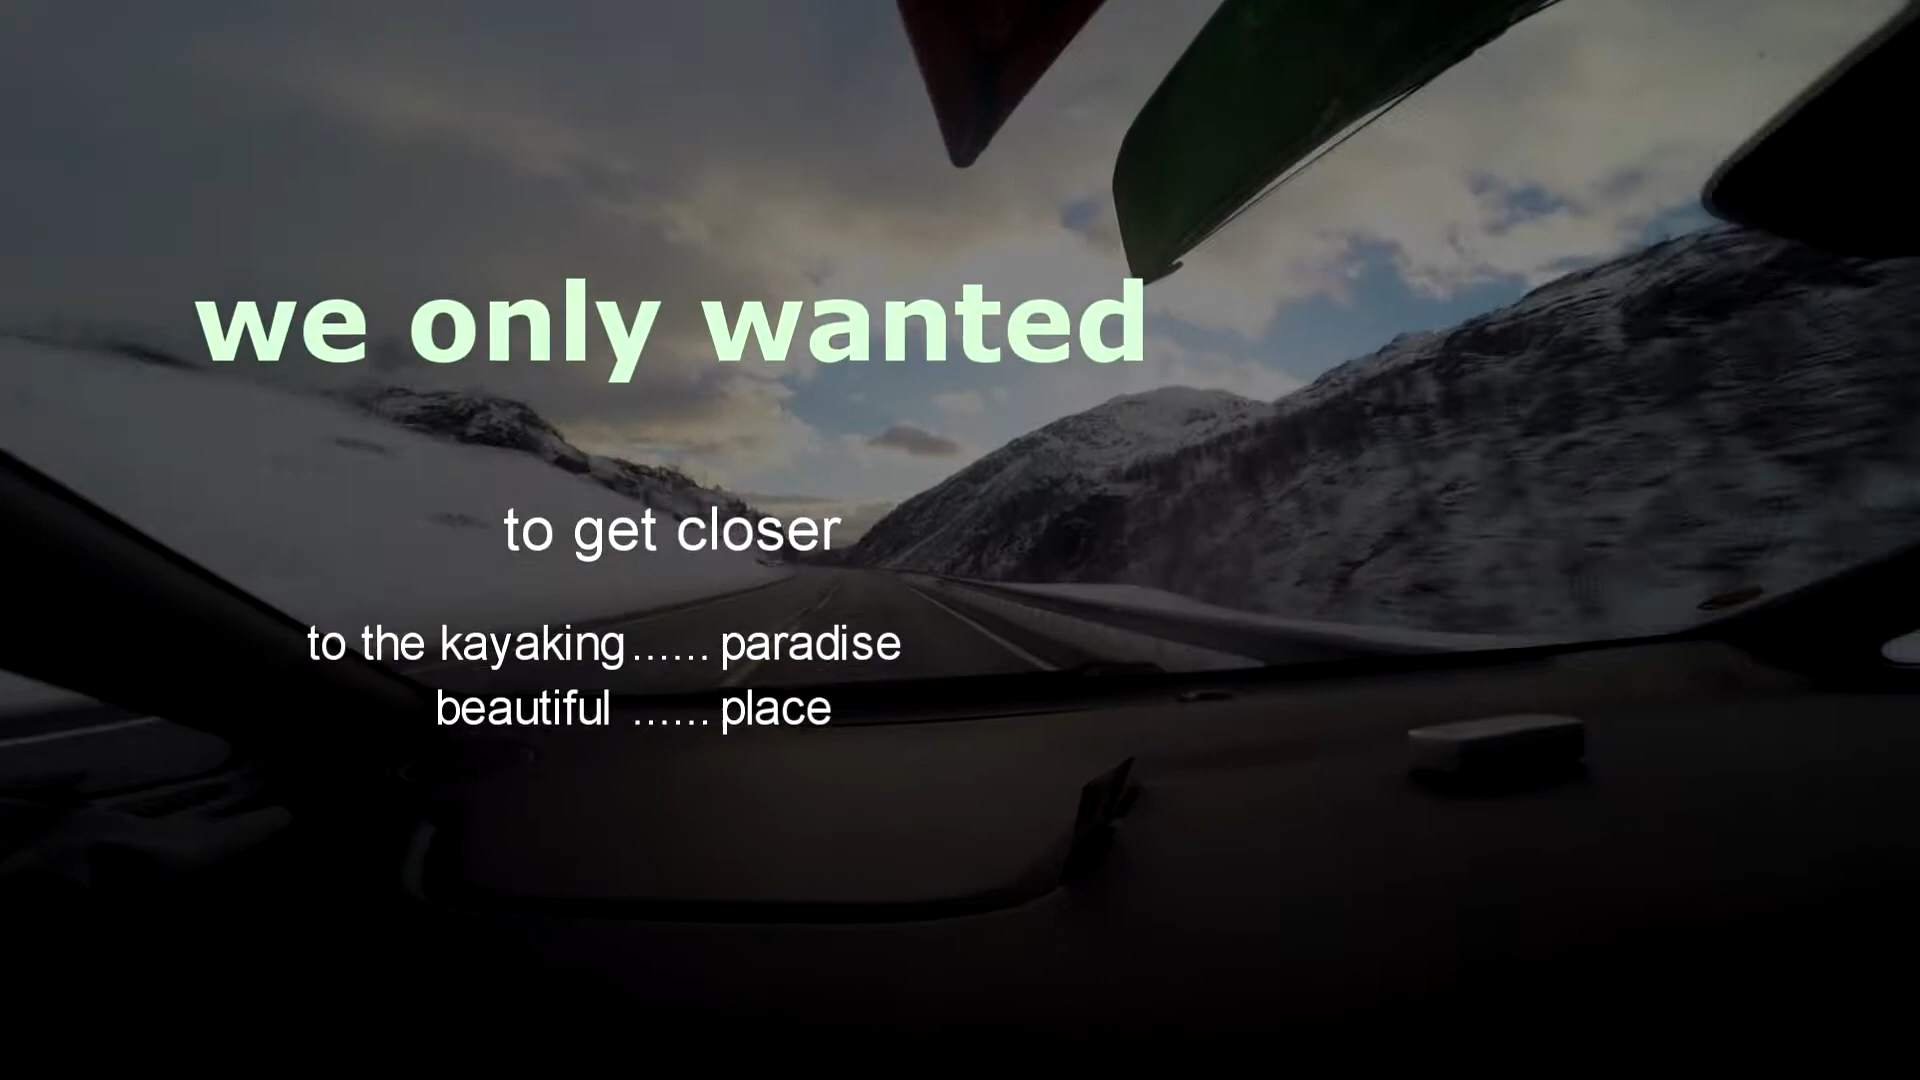 we only wanted
to get closer
to the kayaking...... paradise
beautiful ...... place